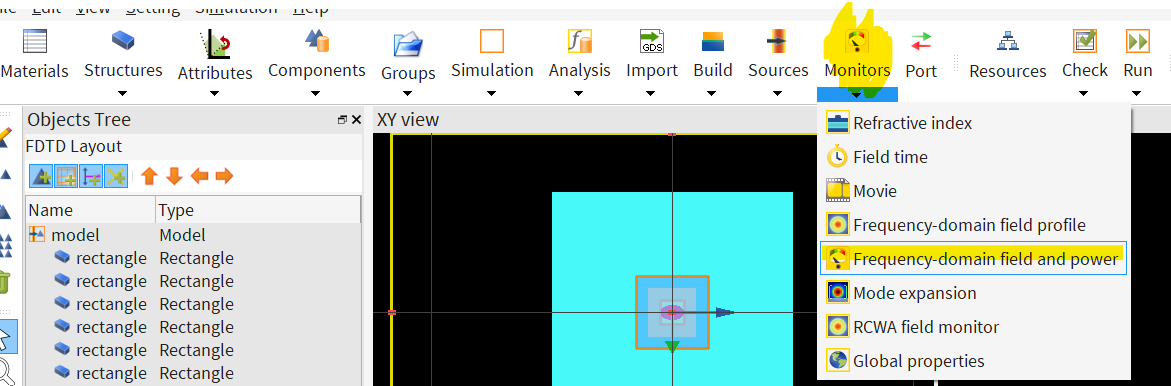 File Edit View Setting Simulation Help
Materials Structures Attributes Components Groups Simulation Analysis Import Build Sources Monitors Port Resources Check Run
GDS
Objects Tree
XY view
FDTD Layout
Name Type
model Model
rectangle Rectangle
rectangle Rectangle
rectangle Rectangle
rectangle Rectangle
rectangle Rectangle
rectangle Rectangle
Refractive index
Field time
Movie
Frequency-domain field profile
Frequency-domain field and power
Mode expansion
RCWA field monitor
Global properties